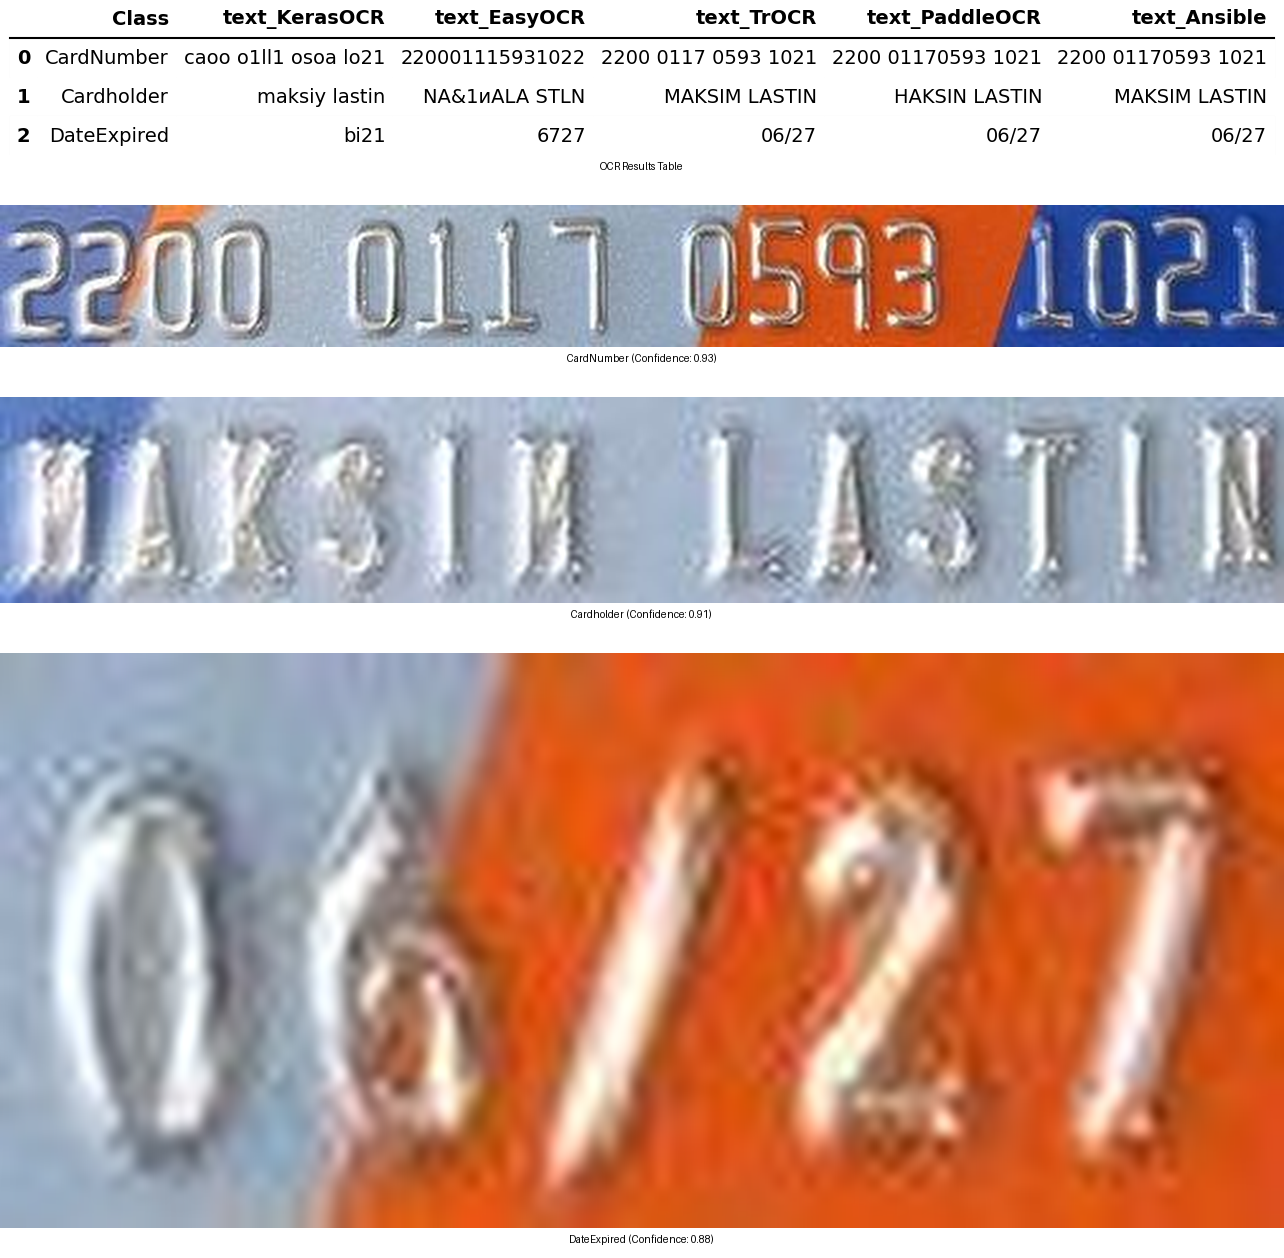 Class text_KerasOCR text_EasyOCR text_TrOCR text_PaddleOCR text_Ansible
0 CardNumber caoo o1ll1 osoa lo21 220001115931022 2200 0117 0593 1021 2200 01170593 1021 2200 01170593 1021
1 Cardholder maksiy lastin NA&1иALA STLN MAKSIM LASTIN HAKSIN LASTIN MAKSIM LASTIN
2 DateExpired bi21 6727 06/27 06/27 06/27
OCR Results Table
2200 0117 0593 1021
CardNumber (Confidence: 0.93)
MAKSIM LASTIN
Cardholder (Confidence: 0.91)
06/27
DateExpired (Confidence: 0.88)